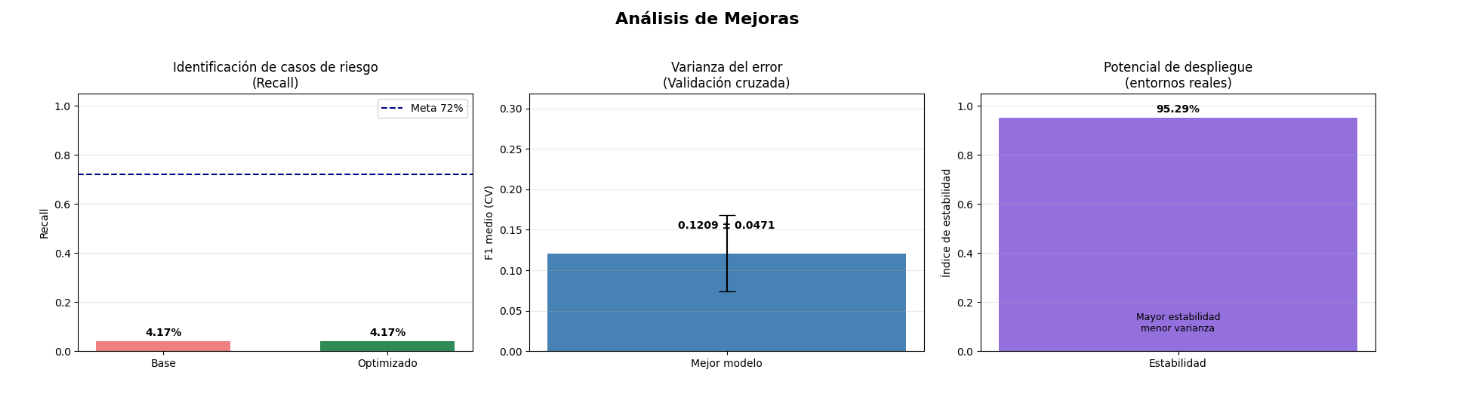 Análisis de Mejoras
Identificación de casos de riesgo
(Recall)
Recall
1.0
0.8
0.6
0.4
0.2
0.0
Meta 72%
4.17%
4.17%
Base
Optimizado
Varianza del error
(Validación cruzada)
F1 medio (CV)
0.30
0.25
0.20
0.15
0.10
0.05
0.00
0.1209 ± 0.0471
Mejor modelo
Potencial de despliegue
(entornos reales)
Índice de estabilidad
1.0
0.8
0.6
0.4
0.2
0.0
95.29%
Mayor estabilidad
menor varianza
Estabilidad